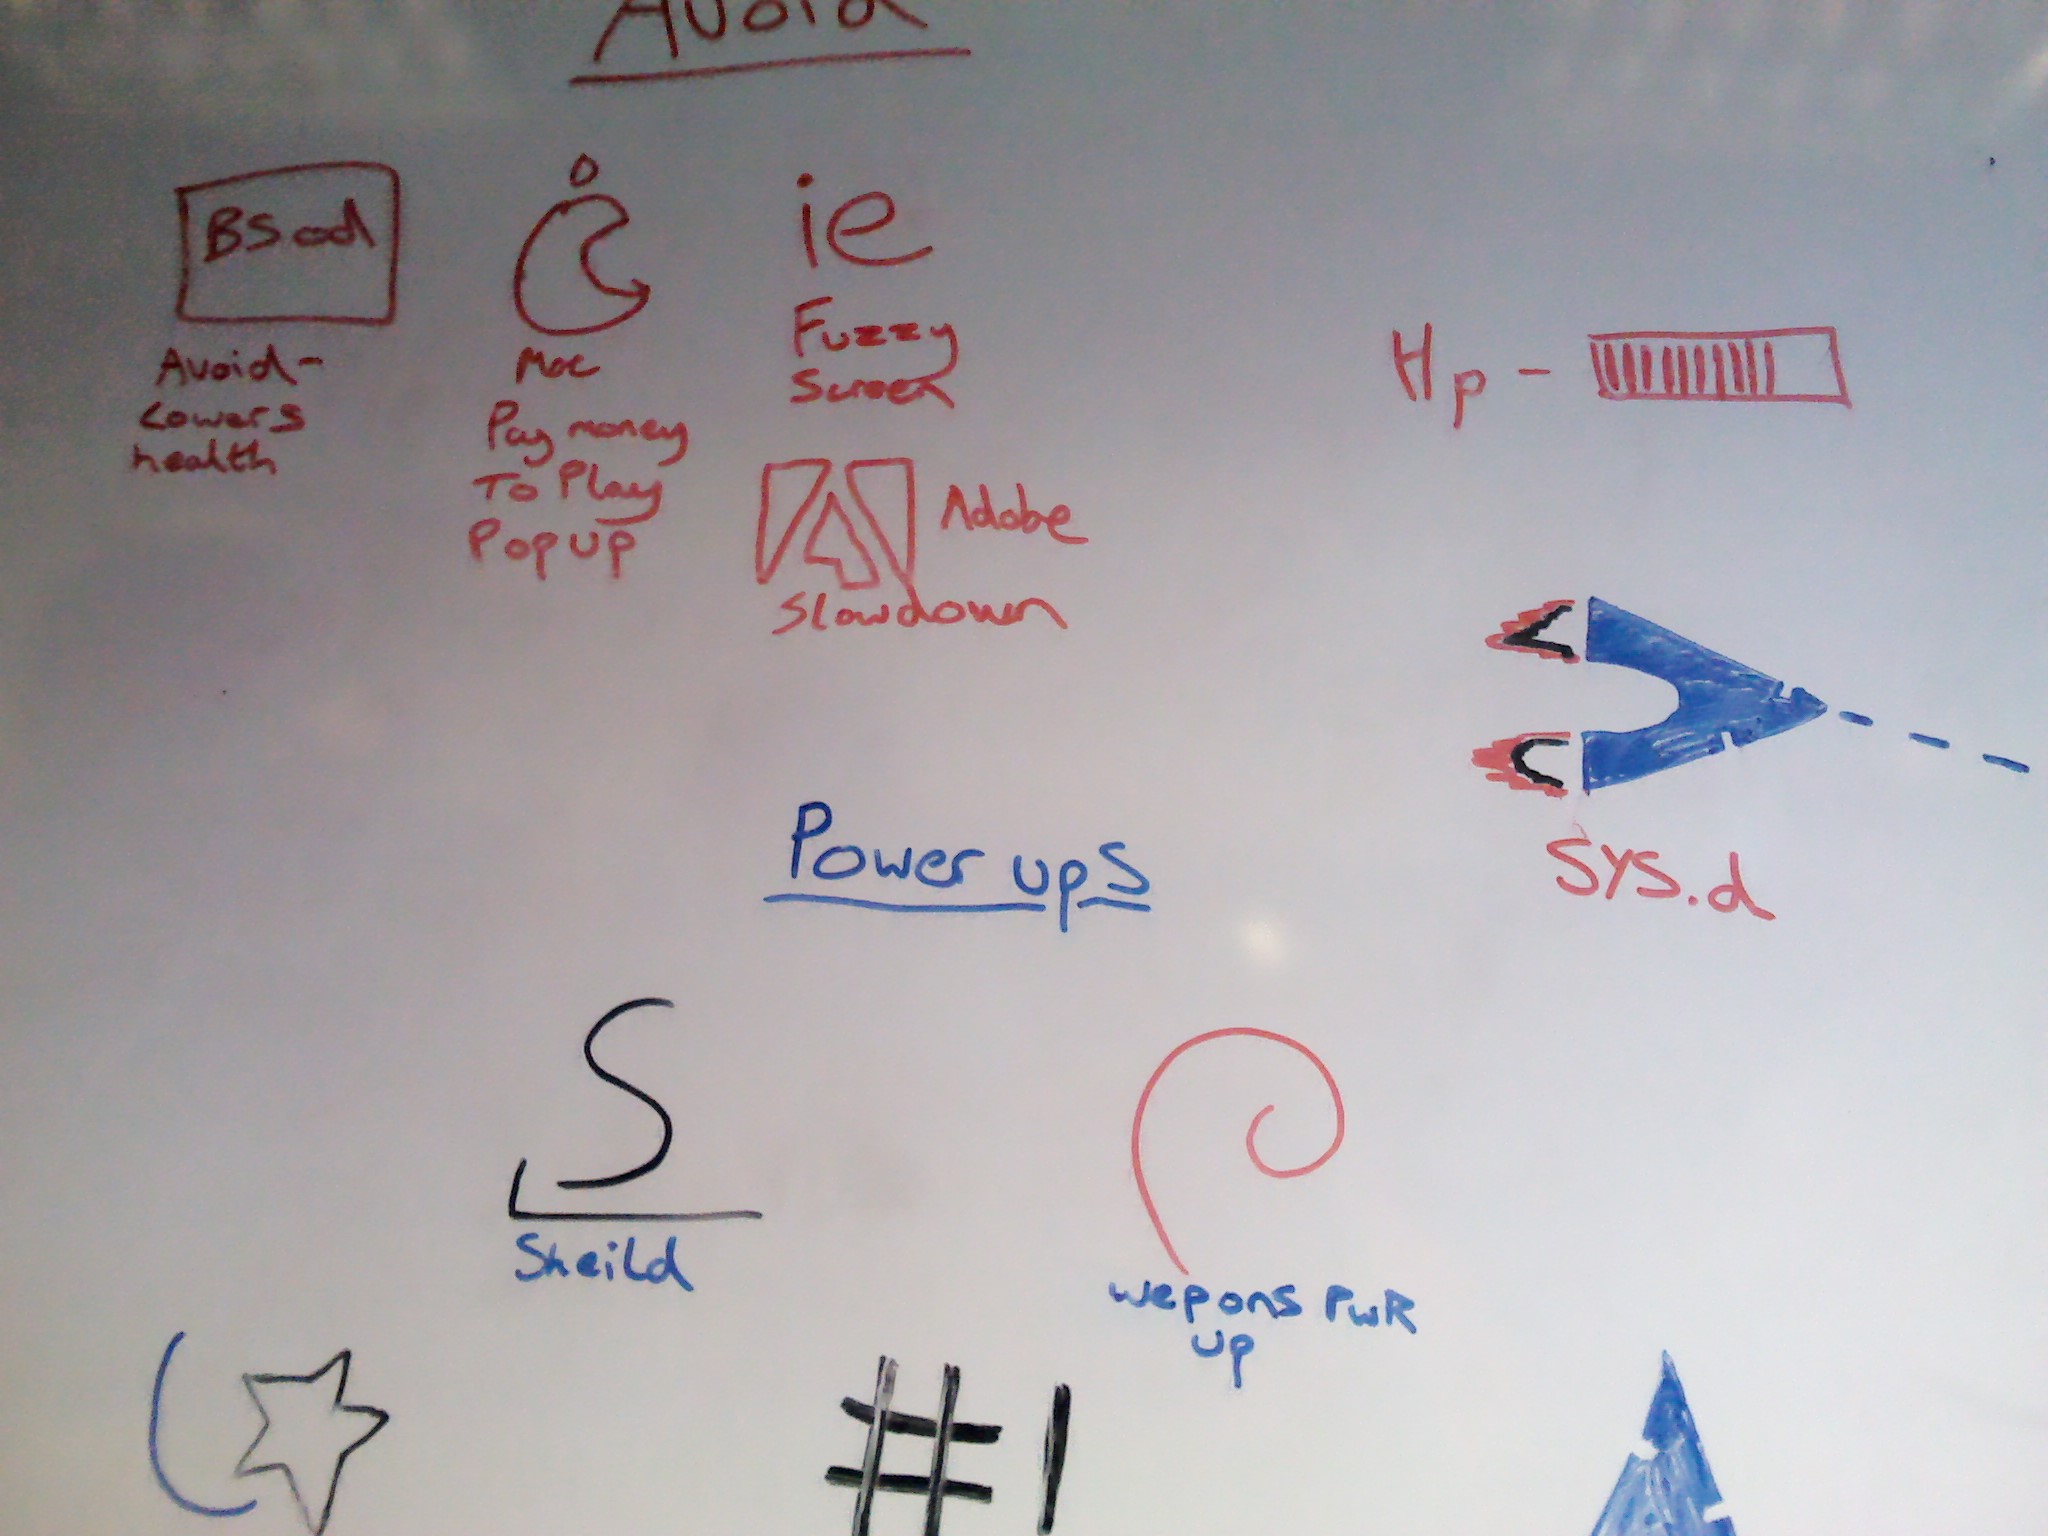 Avoid
BSod
ie
Avoid -
Lowers
health
Mac
Pay money
To Play
Pop up
Fuzzy
Screen
Adobe
Slowdown
Hp -
SYS.d
Power ups
S
Sheild
wepons PWR
up
#1